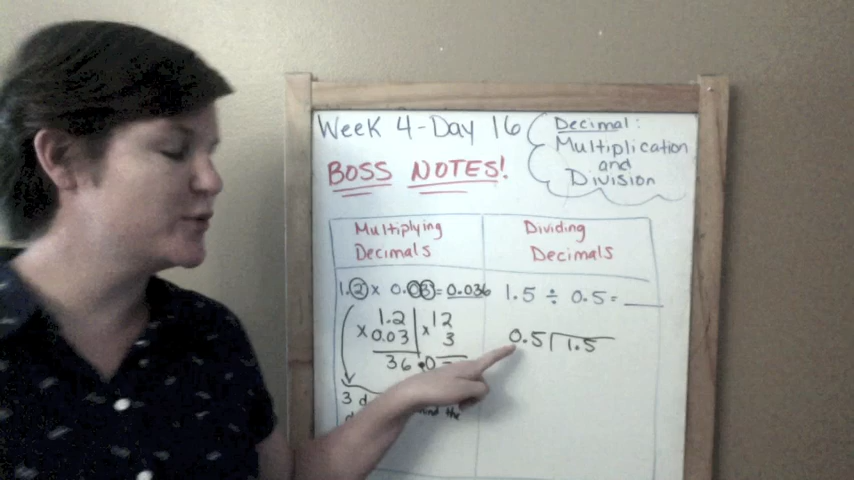 Week 4-Day 16
Decimal:
Multiplication
and
Division
BOSS NOTES!
Multiplying
Decimals
Dividing
Decimals
1.2 x 0.03 = 0.036
1.5 ÷ 0.5 =
1.2
x 0.03
36
12
x 3
0.5 1.5
3 d
the